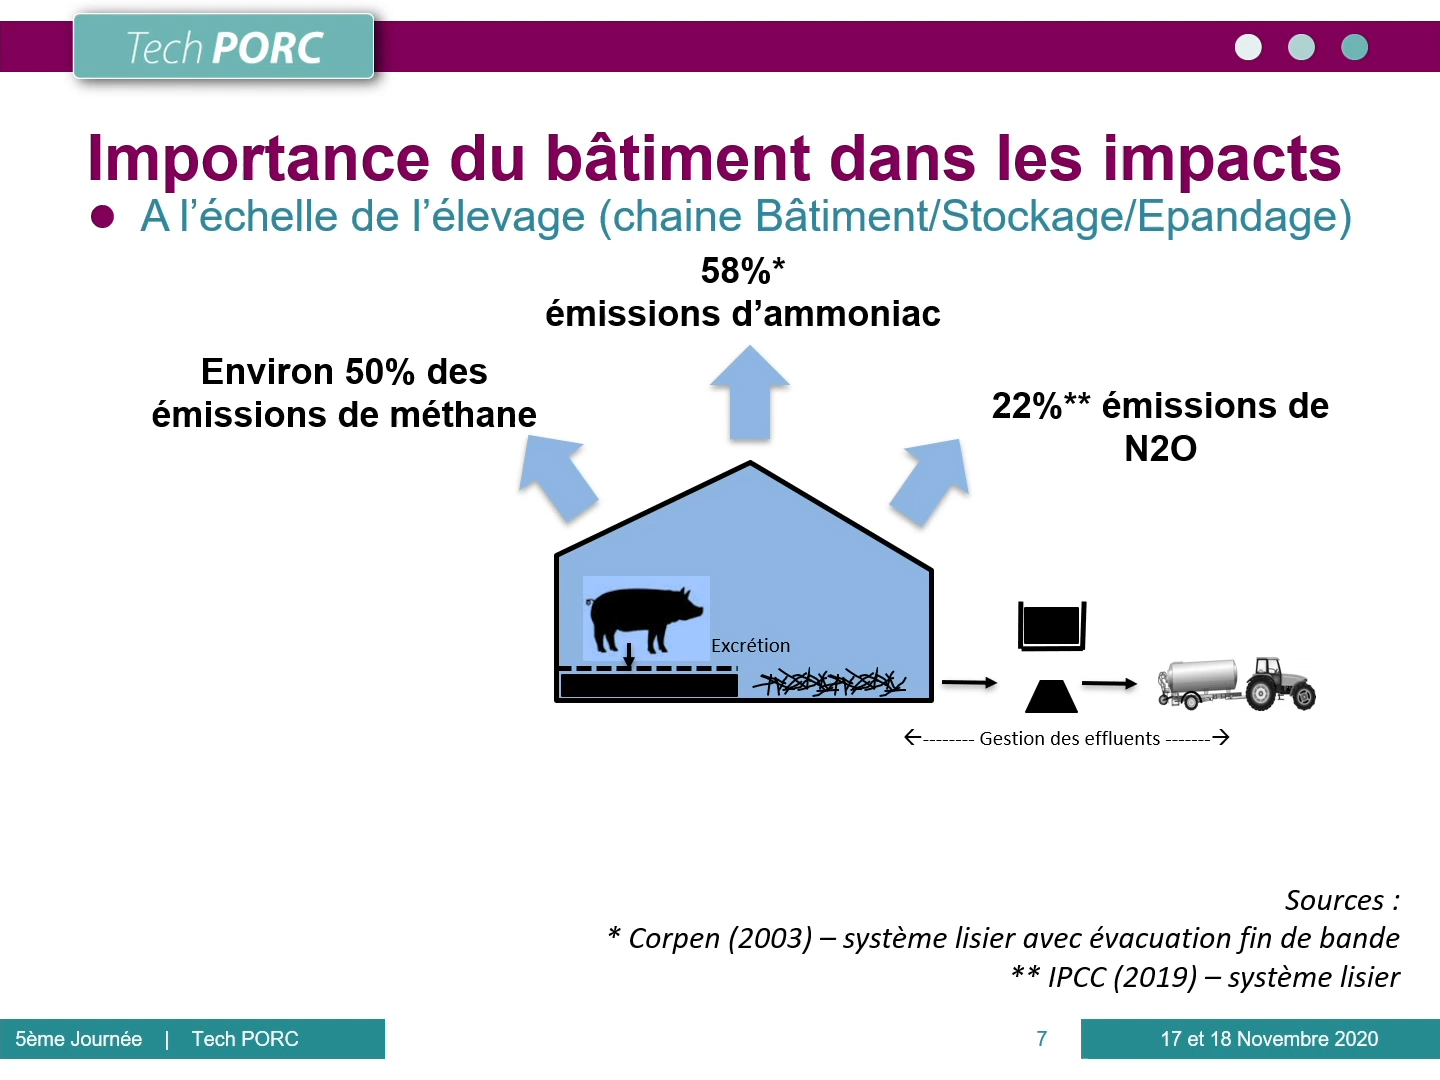 Tech PORC
Importance du bâtiment dans les impacts
A l’échelle de l’élevage (chaine Bâtiment/Stockage/Epandage)
58%*
émissions d’ammoniac
Environ 50% des
émissions de méthane
22%** émissions de
N2O
Excrétion
<-------- Gestion des effluents ------->
Sources :
* Corpen (2003) – système lisier avec évacuation fin de bande
** IPCC (2019) – système lisier
5ème Journée | Tech PORC
7
17 et 18 Novembre 2020